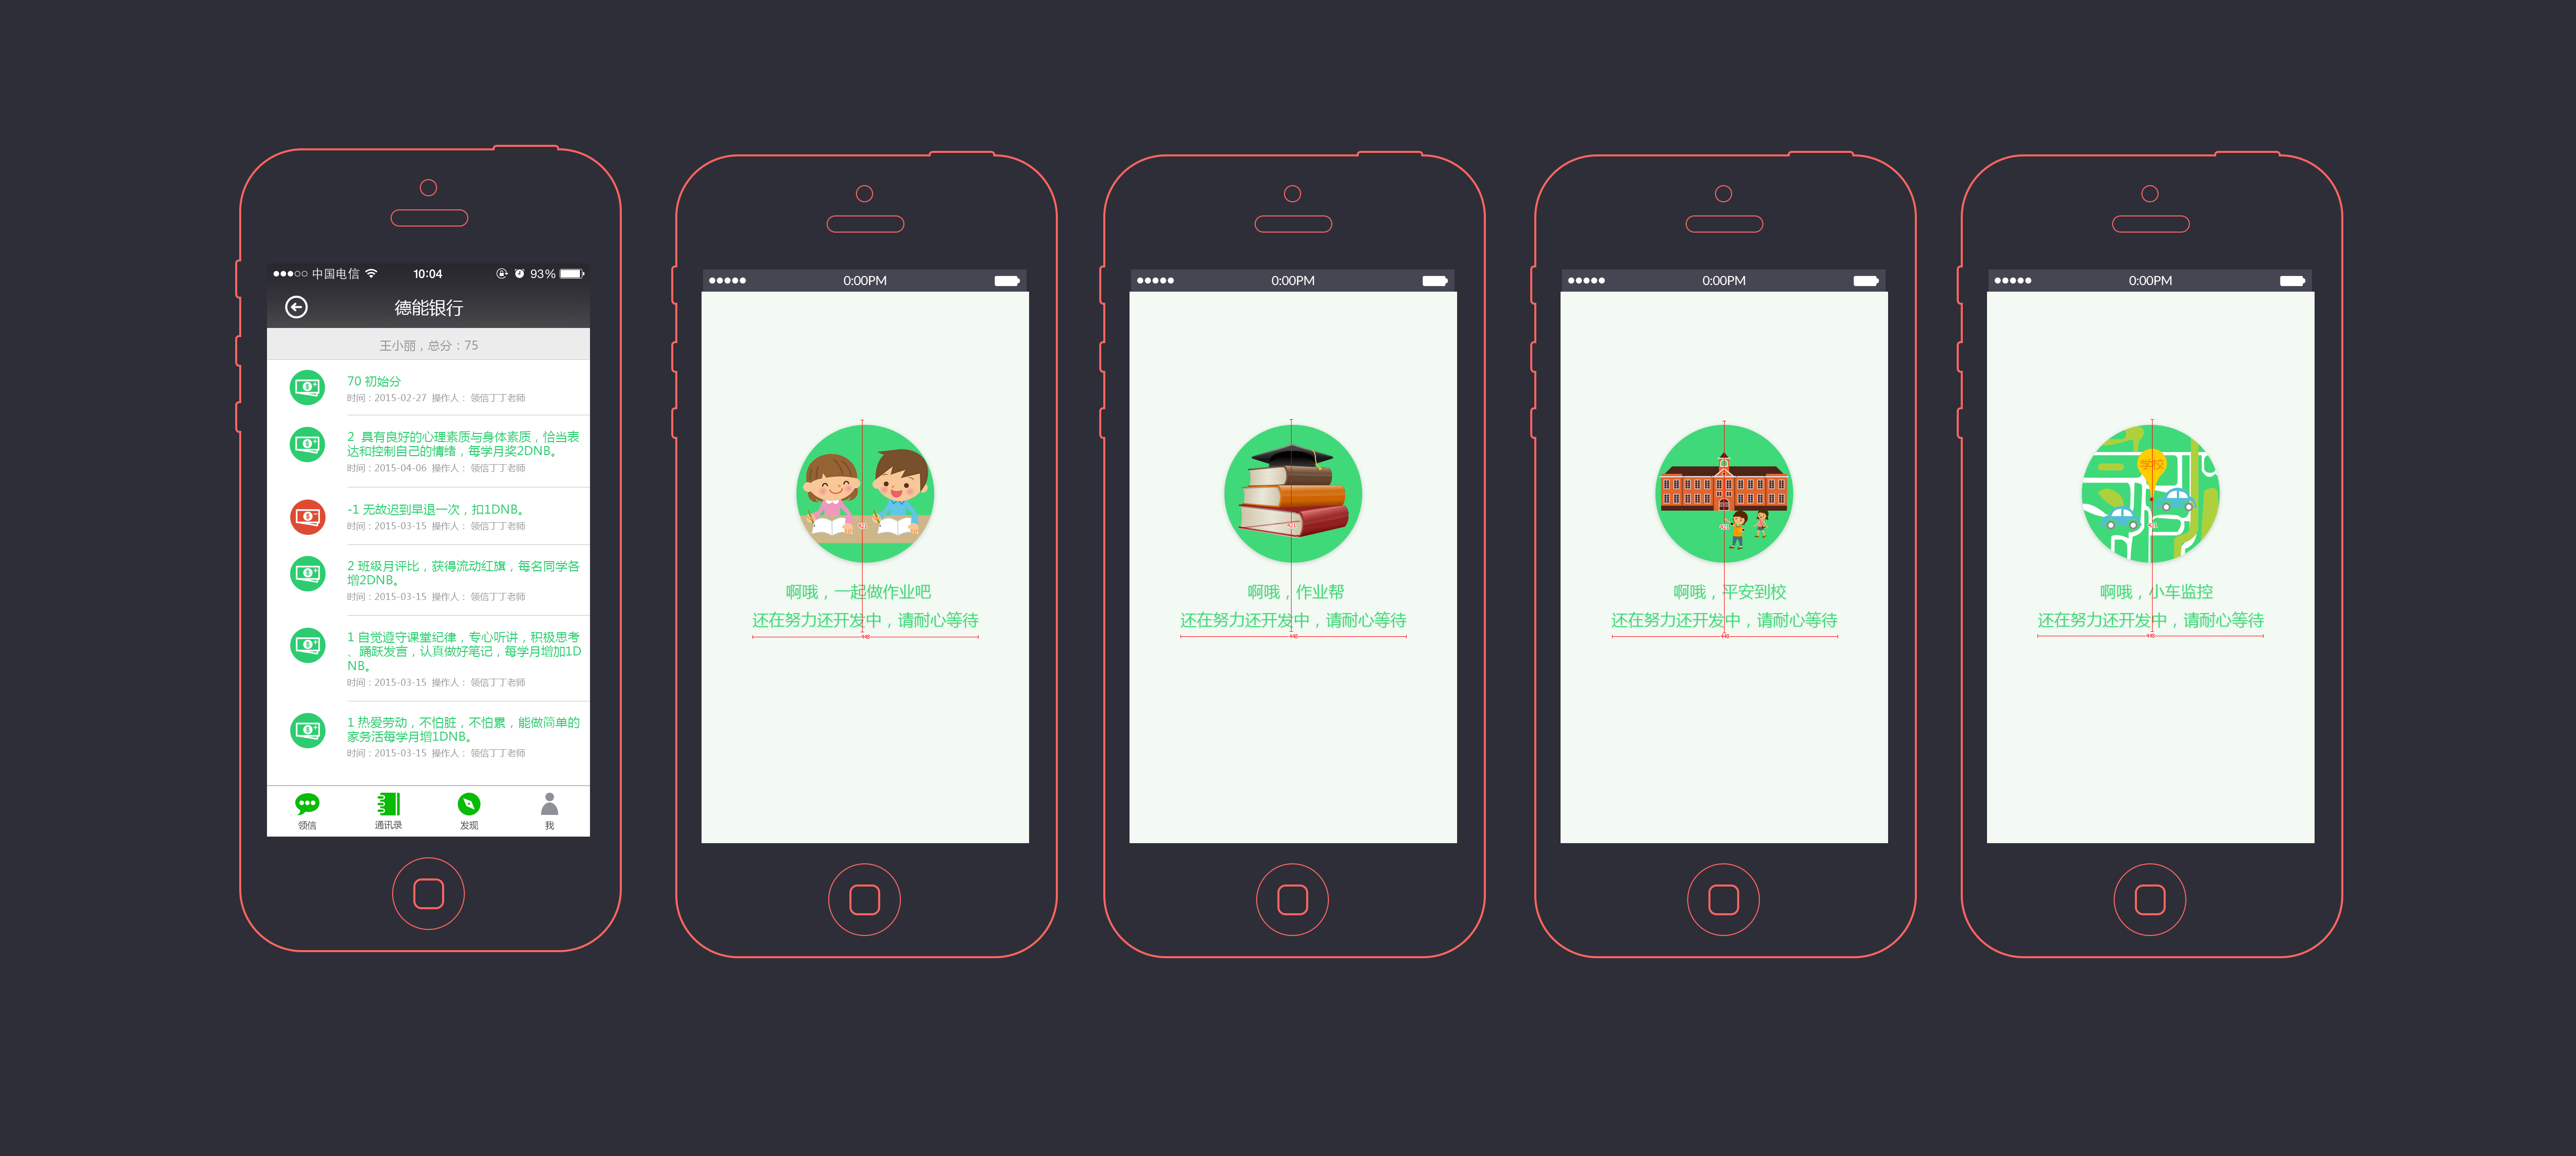 中国电信 10:04 93%
德能银行
王小丽，总分：75
70 初始分
时间：2015-02-27 操作人： 领信丁丁老师
2 具有良好的心理素质与身体素质，恰当表
达和控制自己的情绪，每学月奖2DNB。
时间：2015-04-06 操作人： 领信丁丁老师
-1 无故迟到早退一次，扣1DNB。
时间：2015-03-15 操作人： 领信丁丁老师
2 班级月评比，获得流动红旗，每名同学各
增2DNB。
时间：2015-03-15 操作人： 领信丁丁老师
1 自觉遵守课堂纪律，专心听讲，积极思考
、踊跃发言，认真做好笔记，每学月增加1D
NB。
时间：2015-03-15 操作人： 领信丁丁老师
1 热爱劳动，不怕脏，不怕累，能做简单的
家务活每学月增1DNB。
时间：2015-03-15 操作人： 领信丁丁老师
领信 通讯录 发现 我
0:00PM
421
啊哦，一起做作业吧
还在努力还开发中，请耐心等待
448
0:00PM
421
啊哦，作业帮
还在努力还开发中，请耐心等待
448
0:00PM
421
啊哦，平安到校
还在努力还开发中，请耐心等待
448
0:00PM
学校
421
啊哦，小车监控
还在努力还开发中，请耐心等待
448